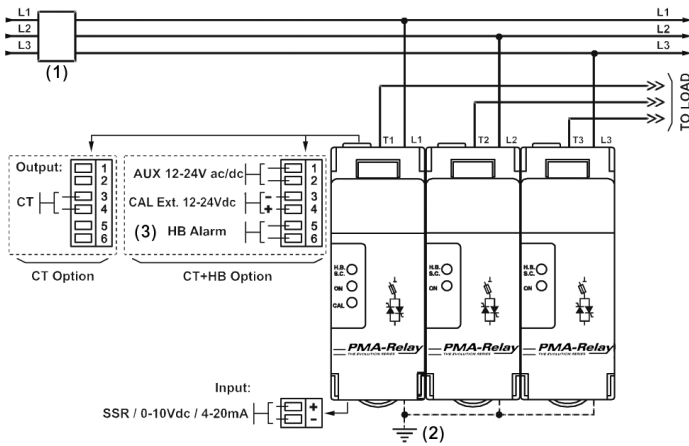 L1 L1
L2 L2
L3 L3
(1)
TO LOAD
T1 L1 T2 L2 T3 L3
Output:
CT
1
2
3
4
5
6
CT Option
AUX 12-24V ac/dc
CAL Ext. 12-24Vdc
- 
+
(3) HB Alarm
1
2
3
4
5
6
CT+HB Option
H.B.
S.C.
ON
CAL
H.B.
S.C.
ON
H.B.
S.C.
ON
PMA-Relay
THE EVOLUTION SERIES
PMA-Relay
THE EVOLUTION SERIES
PMA-Relay
THE EVOLUTION SERIES
Input:
SSR / 0-10Vdc / 4-20mA
+
-
(2)